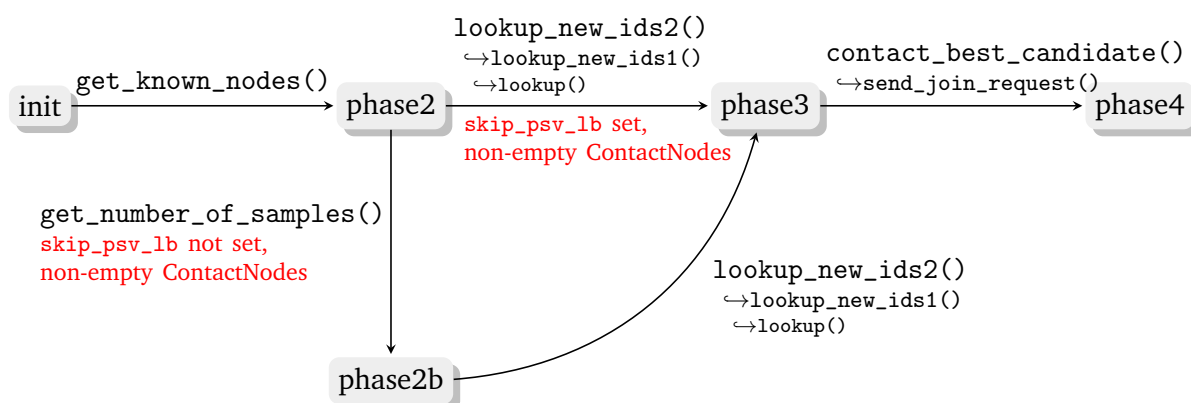 lookup_new_ids2()
↪lookup_new_ids1()
↪lookup()
contact_best_candidate()
↪send_join_request()
get_known_nodes()
init
phase2
phase3
phase4
skip_psv_lb set,
non-empty ContactNodes
get_number_of_samples()
skip_psv_lb not set,
non-empty ContactNodes
lookup_new_ids2()
↪lookup_new_ids1()
↪lookup()
phase2b